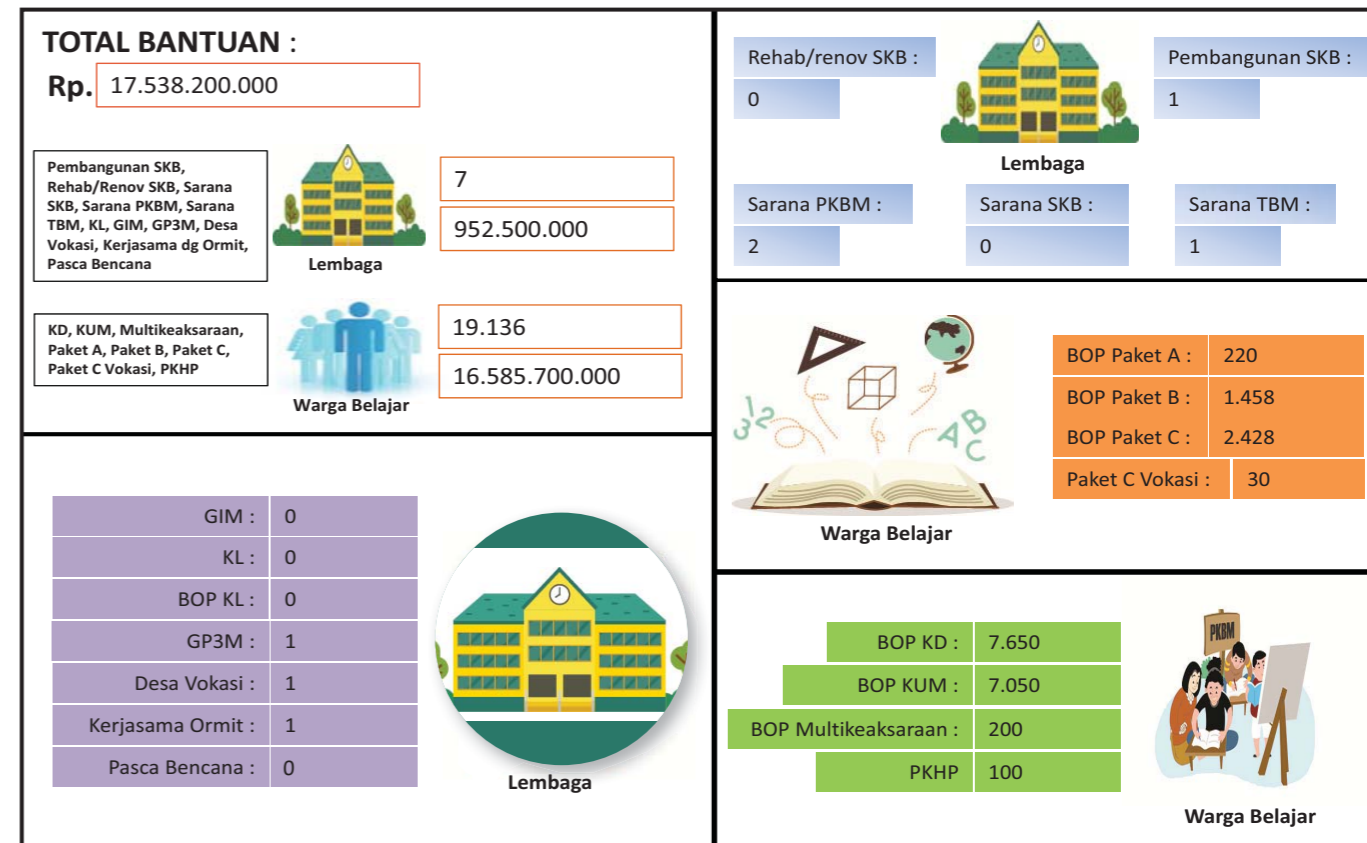 TOTAL BANTUAN :
Rp. 17.538.200.000
Pembangunan SKB,
Rehab/Renov SKB, Sarana
SKB, Sarana PKBM, Sarana
TBM, KL, GIM, GP3M, Desa
Vokasi, Kerjasama dg Ormit,
Pasca Bencana
Lembaga
7
952.500.000
KD, KUM, Multikeaksaraan,
Paket A, Paket B, Paket C,
Paket C Vokasi, PKHP
Warga Belajar
19.136
16.585.700.000
Rehab/renov SKB :
0
Pembangunan SKB :
1
Lembaga
Sarana PKBM :
2
Sarana SKB :
0
Sarana TBM :
1
123
ABC
Warga Belajar
BOP Paket A : 220
BOP Paket B : 1.458
BOP Paket C : 2.428
Paket C Vokasi : 30
GIM : 0
KL : 0
BOP KL : 0
GP3M : 1
Desa Vokasi : 1
Kerjasama Ormit : 1
Pasca Bencana : 0
Lembaga
BOP KD : 7.650
BOP KUM : 7.050
BOP Multikeaksaraan : 200
PKHP 100
PKBM
Warga Belajar